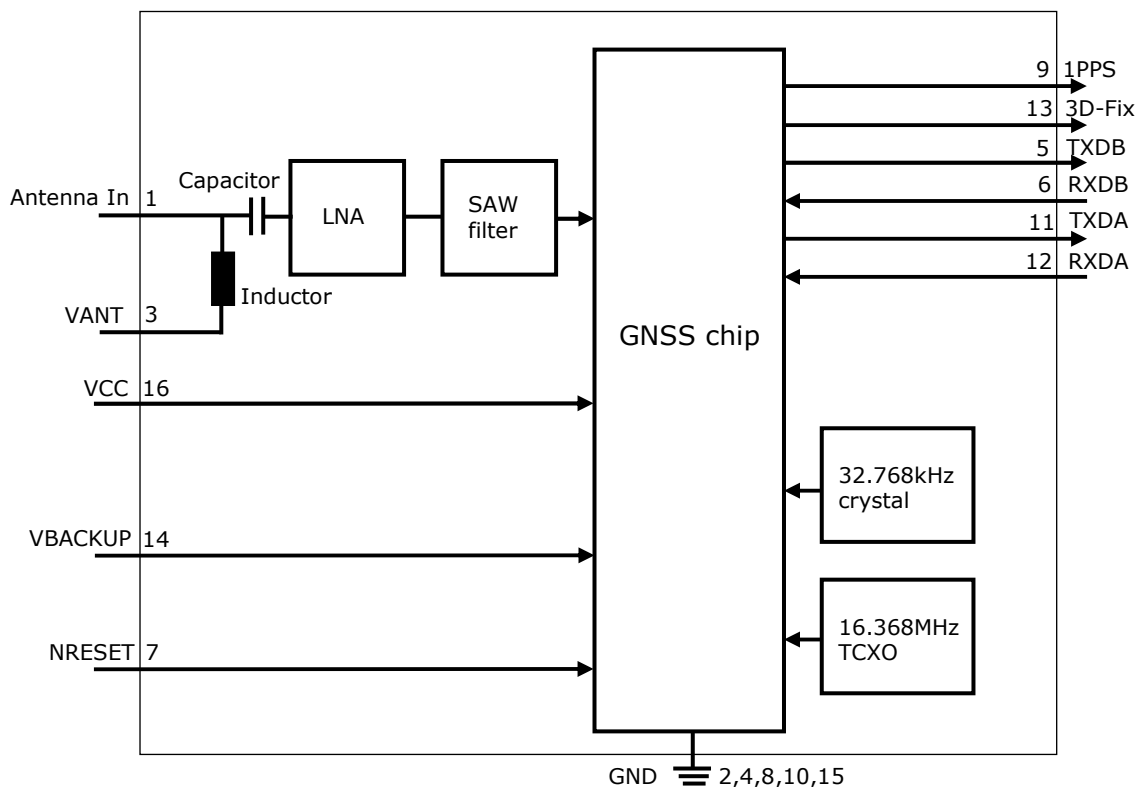 9 1PPS
13 3D-Fix
5 TXDB
6 RXDB
11 TXDA
12 RXDA
Antenna In 1
Capacitor
LNA
SAW
filter
Inductor
VANT 3
GNSS chip
VCC 16
32.768kHz
crystal
VBACKUP 14
16.368MHz
TCXO
NRESET 7
GND 2,4,8,10,15